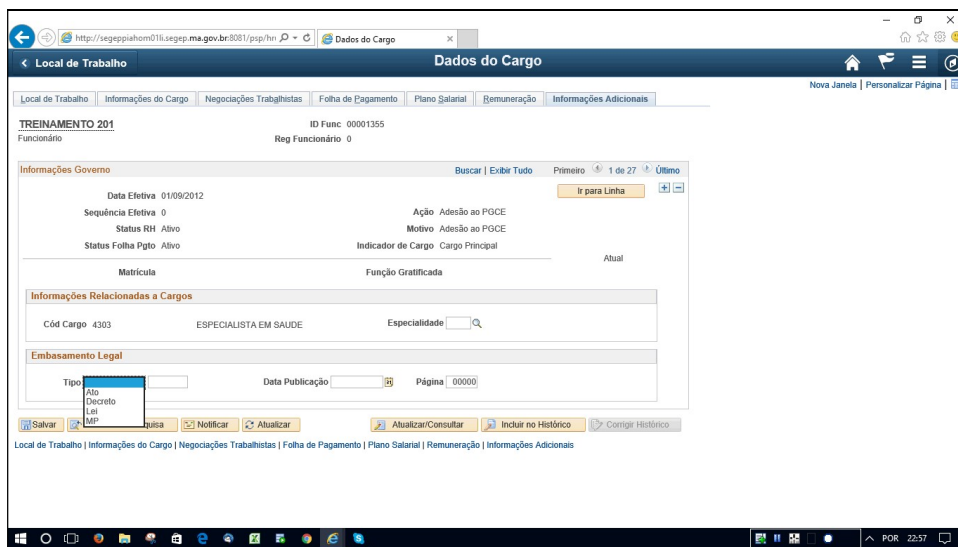 http://segeppiahom01li.segep.ma.gov.br:8081/psp/hn
Dados do Cargo
Local de Trabalho
Dados do Cargo
Nova Janela | Personalizar Página |
Local de Trabalho Informações do Cargo Negociações Trabalhistas Folha de Pagamento Plano Salarial Remuneração Informações Adicionais
TREINAMENTO 201 ID Func 00001355
Funcionário Reg Funcionário 0
Informações Governo Buscar | Exibir Tudo Primeiro 1 de 27 Último
Data Efetiva 01/09/2012 Ir para Linha
Sequência Efetiva 0 Ação Adesão ao PGCE
Status RH Ativo Motivo Adesão ao PGCE
Status Folha Pgto Ativo Indicador de Cargo Cargo Principal
Atual
Matrícula Função Gratificada
Informações Relacionadas a Cargos
Cód Cargo 4303 ESPECIALISTA EM SAUDE Especialidade
Embasamento Legal
Tipo Data Publicação Página 00000
Ato
Decreto
Lei
MP
Salvar quisa Notificar Atualizar Atualizar/Consultar Incluir no Histórico Corrigir Histórico
Local de Trabalho | Informações do Cargo | Negociações Trabalhistas | Folha de Pagamento | Plano Salarial | Remuneração | Informações Adicionais
POR 22:57